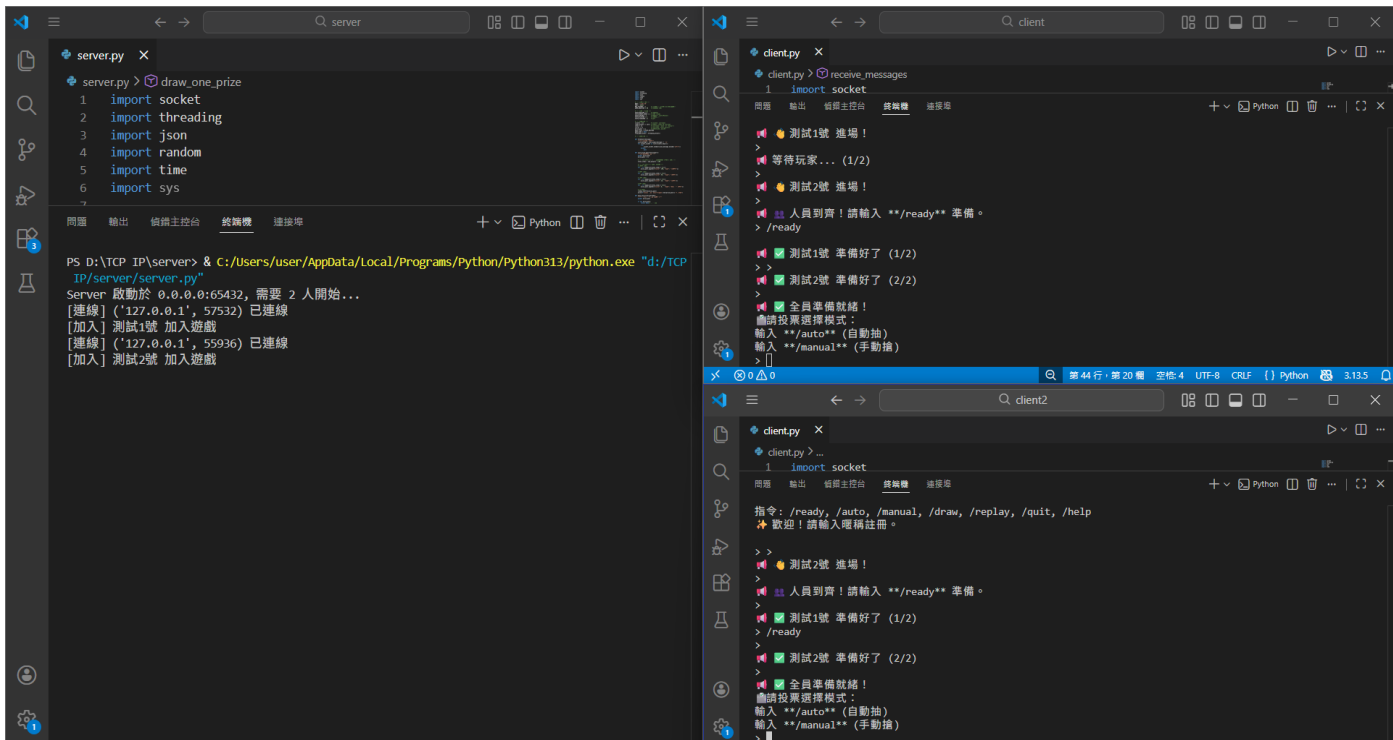 server
server.py
server.py > draw_one_prize
1 import socket
2 import threading
3 import json
4 import random
5 import time
6 import sys
7
問題 輸出 偵錯主控台 終端機 連接埠
Python
PS D:\TCP IP\server> & C:/Users/user/AppData/Local/Programs/Python/Python313/python.exe "d:/TCP
IP/server/server.py"
Server 啟動於 0.0.0.0:65432, 需要 2 人開始...
[連線] ('127.0.0.1', 57532) 已連線
[加入] 測試1號 加入遊戲
[連線] ('127.0.0.1', 55936) 已連線
[加入] 測試2號 加入遊戲
3
1
client
client.py
client.py > receive_messages
1 import socket
問題 輸出 偵錯主控台 終端機 連接埠
Python
📢 👏 測試1號 進場！
>
📢 等待玩家... (1/2)
>
📢 👏 測試2號 進場！
>
📢 👥 人員到齊！請輸入 **/ready** 準備。
> /ready
📢 ✅ 測試1號 準備好了 (1/2)
> >
📢 ✅ 測試2號 準備好了 (2/2)
>
📢 ✅ 全員準備就緒！
請投票選擇模式：
輸入 **/auto** (自動抽)
輸入 **/manual** (手動搶)
>
1
1
0 0 第 44 行，第 20 欄 空格: 4 UTF-8 CRLF {} Python 3.13.5
client2
client.py
client.py > ...
1 import socket
問題 輸出 偵錯主控台 終端機 連接埠
Python
指令: /ready, /auto, /manual, /draw, /replay, /quit, /help
✨ 歡迎！請輸入暱稱註冊。
> >
📢 👏 測試2號 進場！
>
📢 👥 人員到齊！請輸入 **/ready** 準備。
>
📢 ✅ 測試1號 準備好了 (1/2)
> /ready
>
📢 ✅ 測試2號 準備好了 (2/2)
>
📢 ✅ 全員準備就緒！
請投票選擇模式：
輸入 **/auto** (自動抽)
輸入 **/manual** (手動搶)
>
1